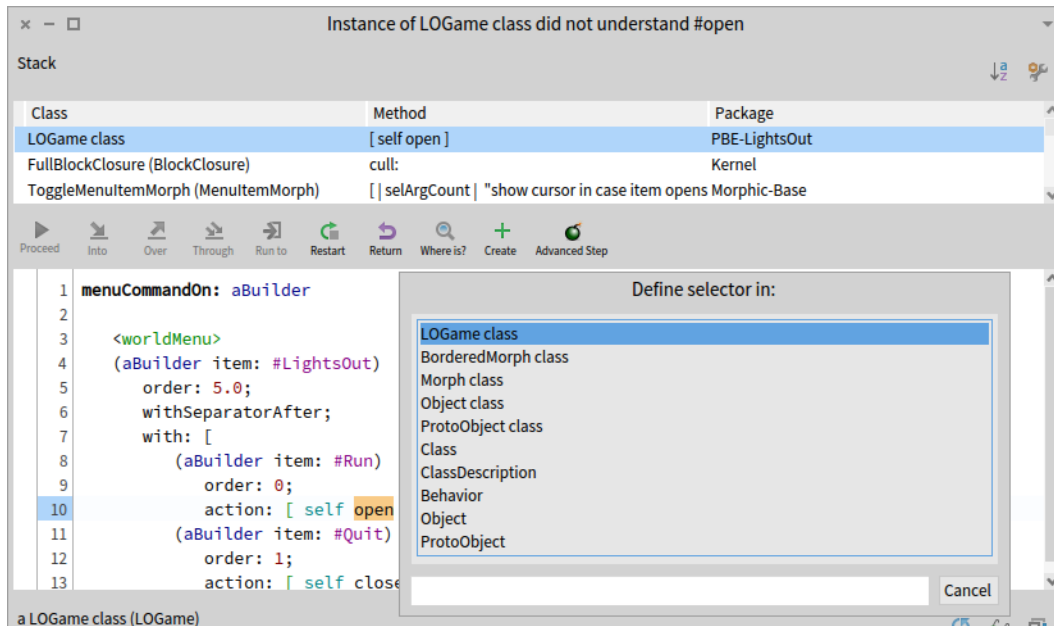 Instance of LOGame class did not understand #open
Stack
Class Method Package
LOGame class [ self open ] PBE-LightsOut
FullBlockClosure (BlockClosure) cull: Kernel
ToggleMenuItemMorph (MenuItemMorph) [ | selArgCount | "show cursor in case item opens Morphic-Base
Proceed Into Over Through Run to Restart Return Where is? Create Advanced Step
1 menuCommandOn: aBuilder
2
3 <worldMenu>
4 (aBuilder item: #LightsOut)
5 order: 5.0;
6 withSeparatorAfter;
7 with: [
8 (aBuilder item: #Run)
9 order: 0;
10 action: [ self open
11 (aBuilder item: #Quit)
12 order: 1;
13 action: [ self close
Define selector in:
LOGame class
BorderedMorph class
Morph class
Object class
ProtoObject class
Class
ClassDescription
Behavior
Object
ProtoObject
Cancel
a LOGame class (LOGame)